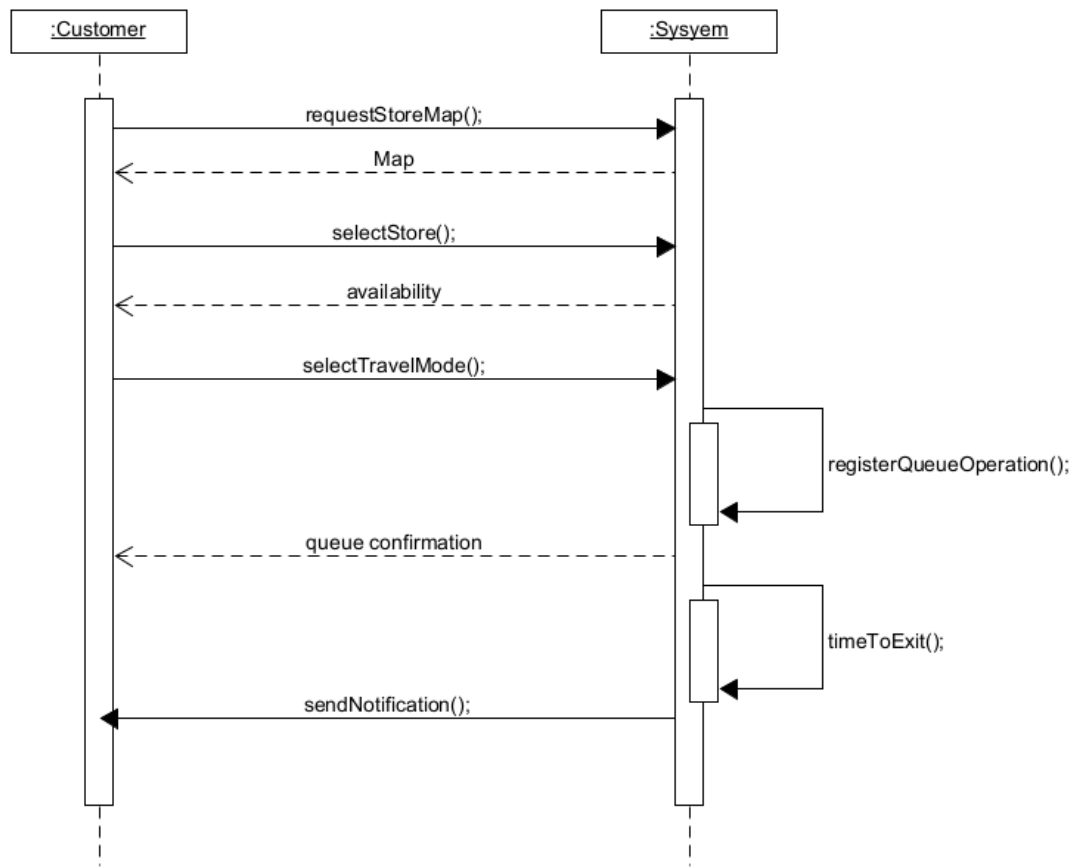 :Customer
:Sysyem
requestStoreMap();
Map
selectStore();
availability
selectTravelMode();
registerQueueOperation();
queue confirmation
timeToExit();
sendNotification();